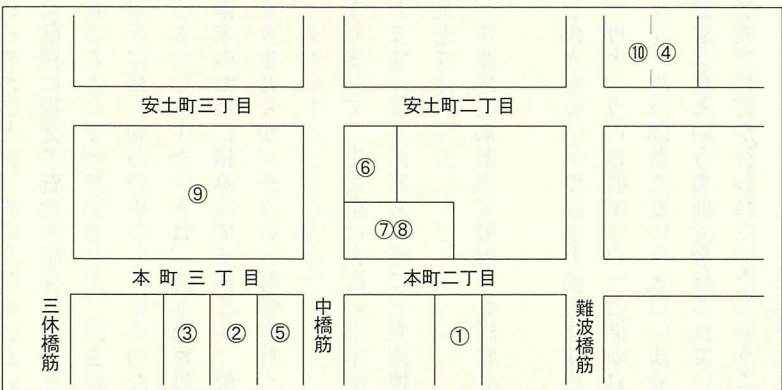 ⑩ ④
安土町三丁目
安土町二丁目
⑥
⑨
⑦⑧
本町三丁目
本町二丁目
三休橋筋
③
②
⑤
中橋筋
①
難波橋筋